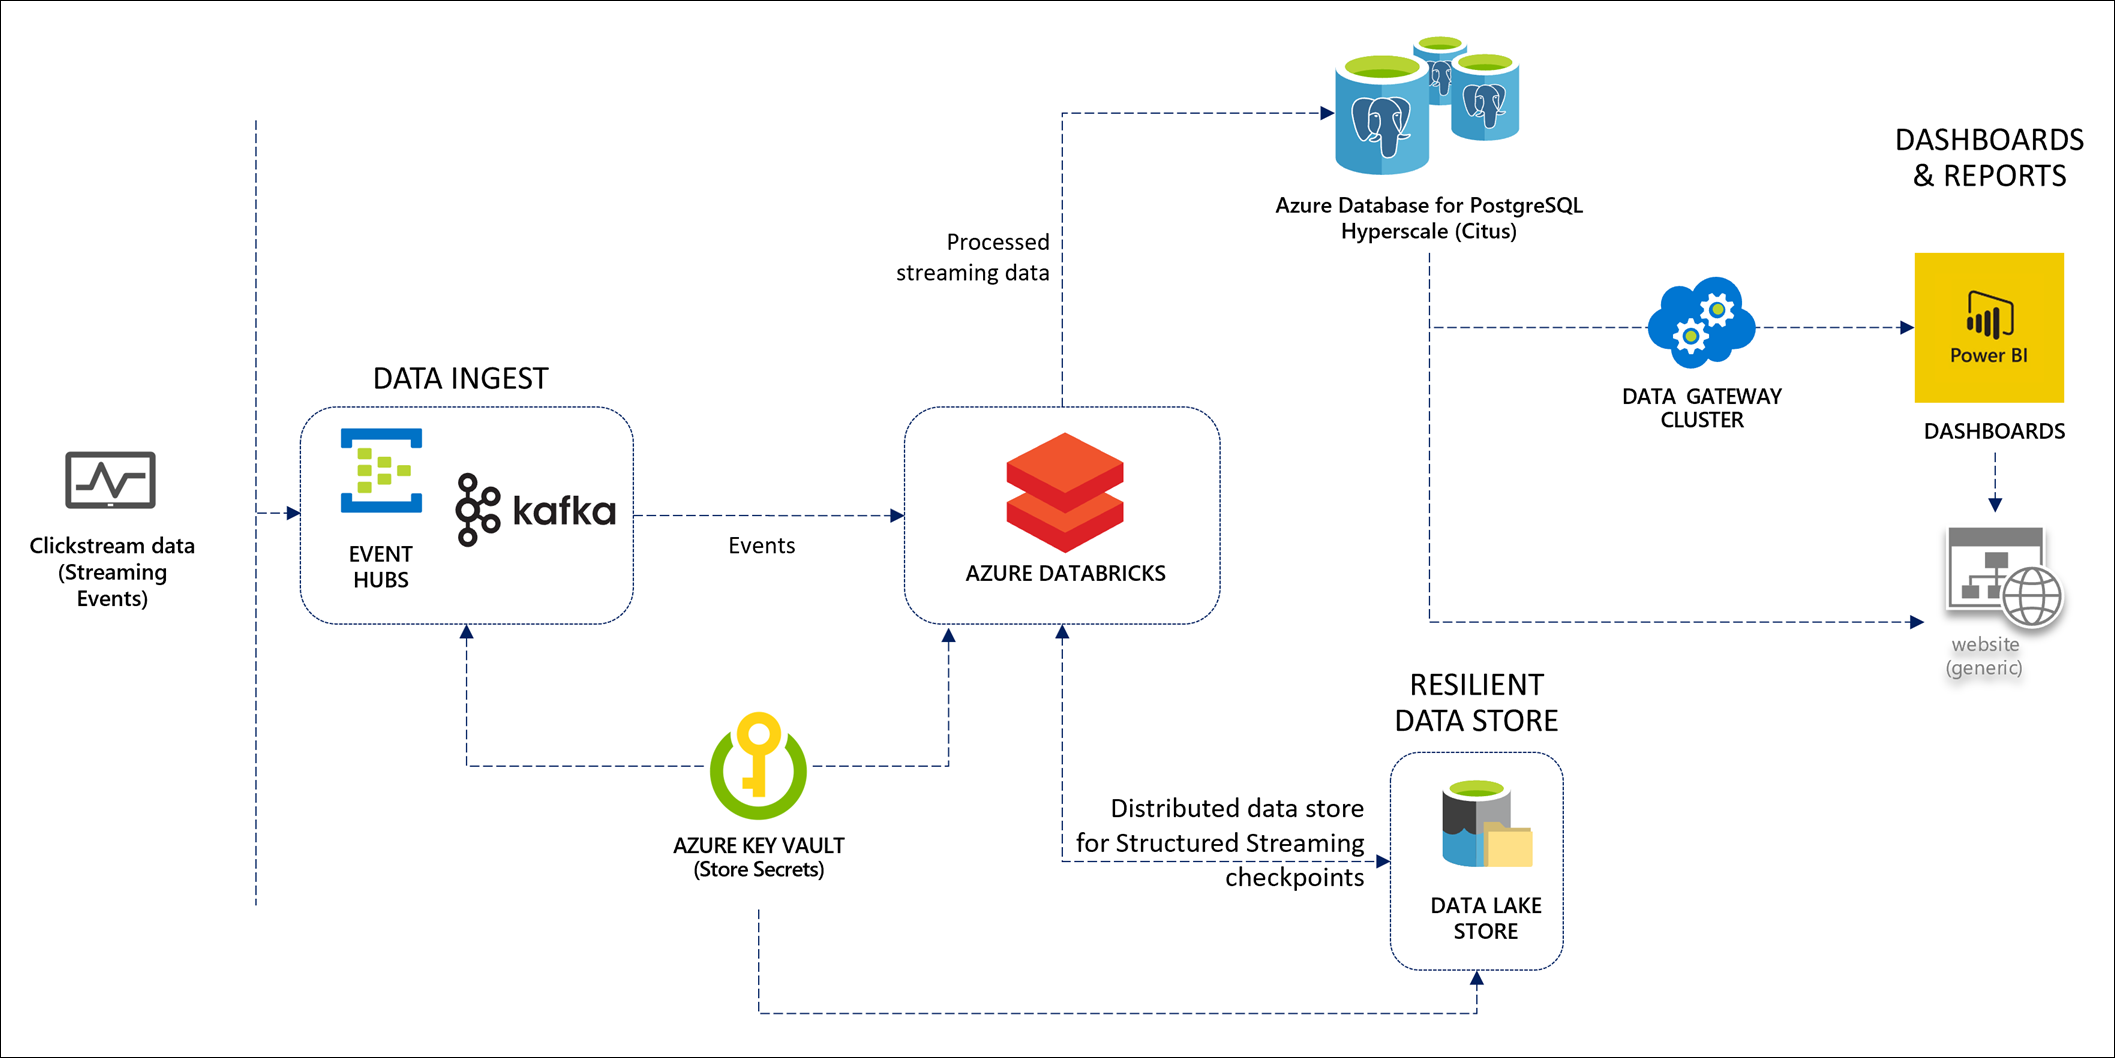 Clickstream data
(Streaming
Events)
DATA INGEST
EVENT
HUBS
kafka
Events
Processed
streaming data
AZURE DATABRICKS
AZURE KEY VAULT
(Store Secrets)
Azure Database for PostgreSQL
Hyperscale (Citus)
DATA GATEWAY
CLUSTER
DASHBOARDS
& REPORTS
Power BI
DASHBOARDS
website
(generic)
RESILIENT
DATA STORE
Distributed data store
for Structured Streaming
checkpoints
DATA LAKE
STORE